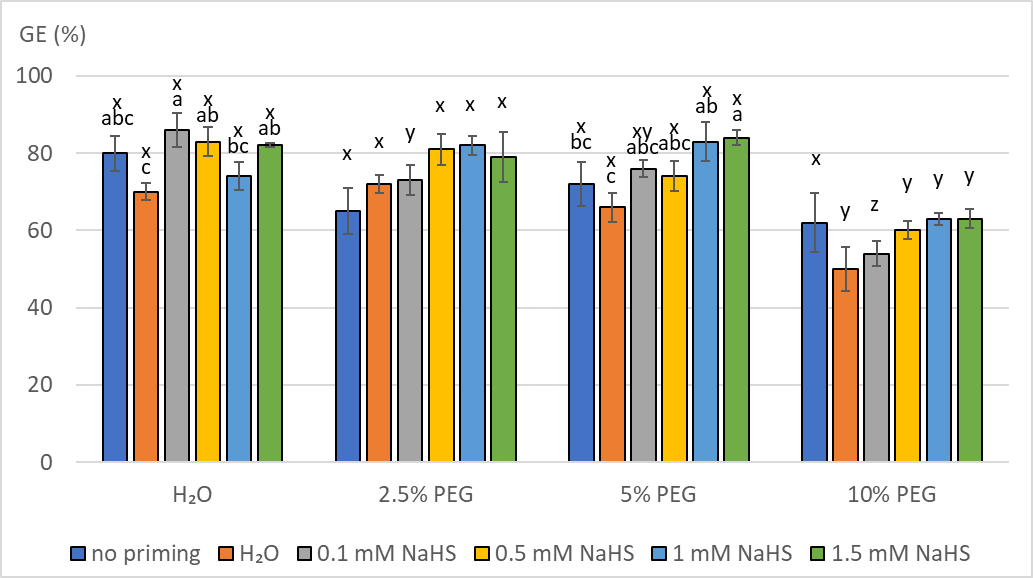 GE (%)
100
80
60
40
20
0
x
abc
x
c
x
a
x
ab
x
bc
x
ab
x
x
y
x
x
x
x
bc
x
c
xy
abc
x
abc
x
ab
x
a
x
y
z
y
y
y
H₂O
2.5% PEG
5% PEG
10% PEG
no priming
H₂O
0.1 mM NaHS
0.5 mM NaHS
1 mM NaHS
1.5 mM NaHS